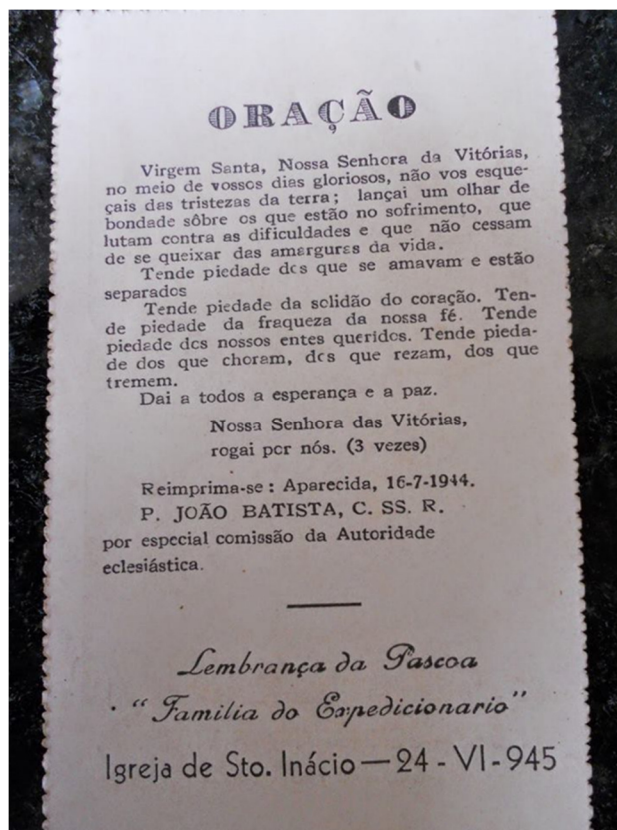 ORAÇÃO
Virgem Santa, Nossa Senhora da Vitórias,
no meio de vossos dias gloriosos, não vos esque-
çais das tristezas da terra; lançai um olhar de
bondade sôbre os que estão no sofrimento, que
lutam contra as dificuldades e que não cessam
de se queixar das amarguras da vida.
Tende piedade dos que se amavam e estão
separados
Tende piedade da solidão do coração. Ten-
de piedade da fraqueza da nossa fé. Tende
piedade dos nossos entes queridos. Tende pieda-
de dos que choram, dos que rezam, dos que
tremem.
Dai a todos a esperança e a paz.
Nossa Senhora das Vitórias,
rogai por nós. (3 vezes)
Reimprima-se : Aparecida, 16-7-1944.
P. JOÃO BATISTA, C. SS. R.
por especial comissão da Autoridade
eclesiástica.
Lembrança da Pascoa
"Familia do Expedicionario"
Igreja de Sto. Inácio — 24 - VI - 945